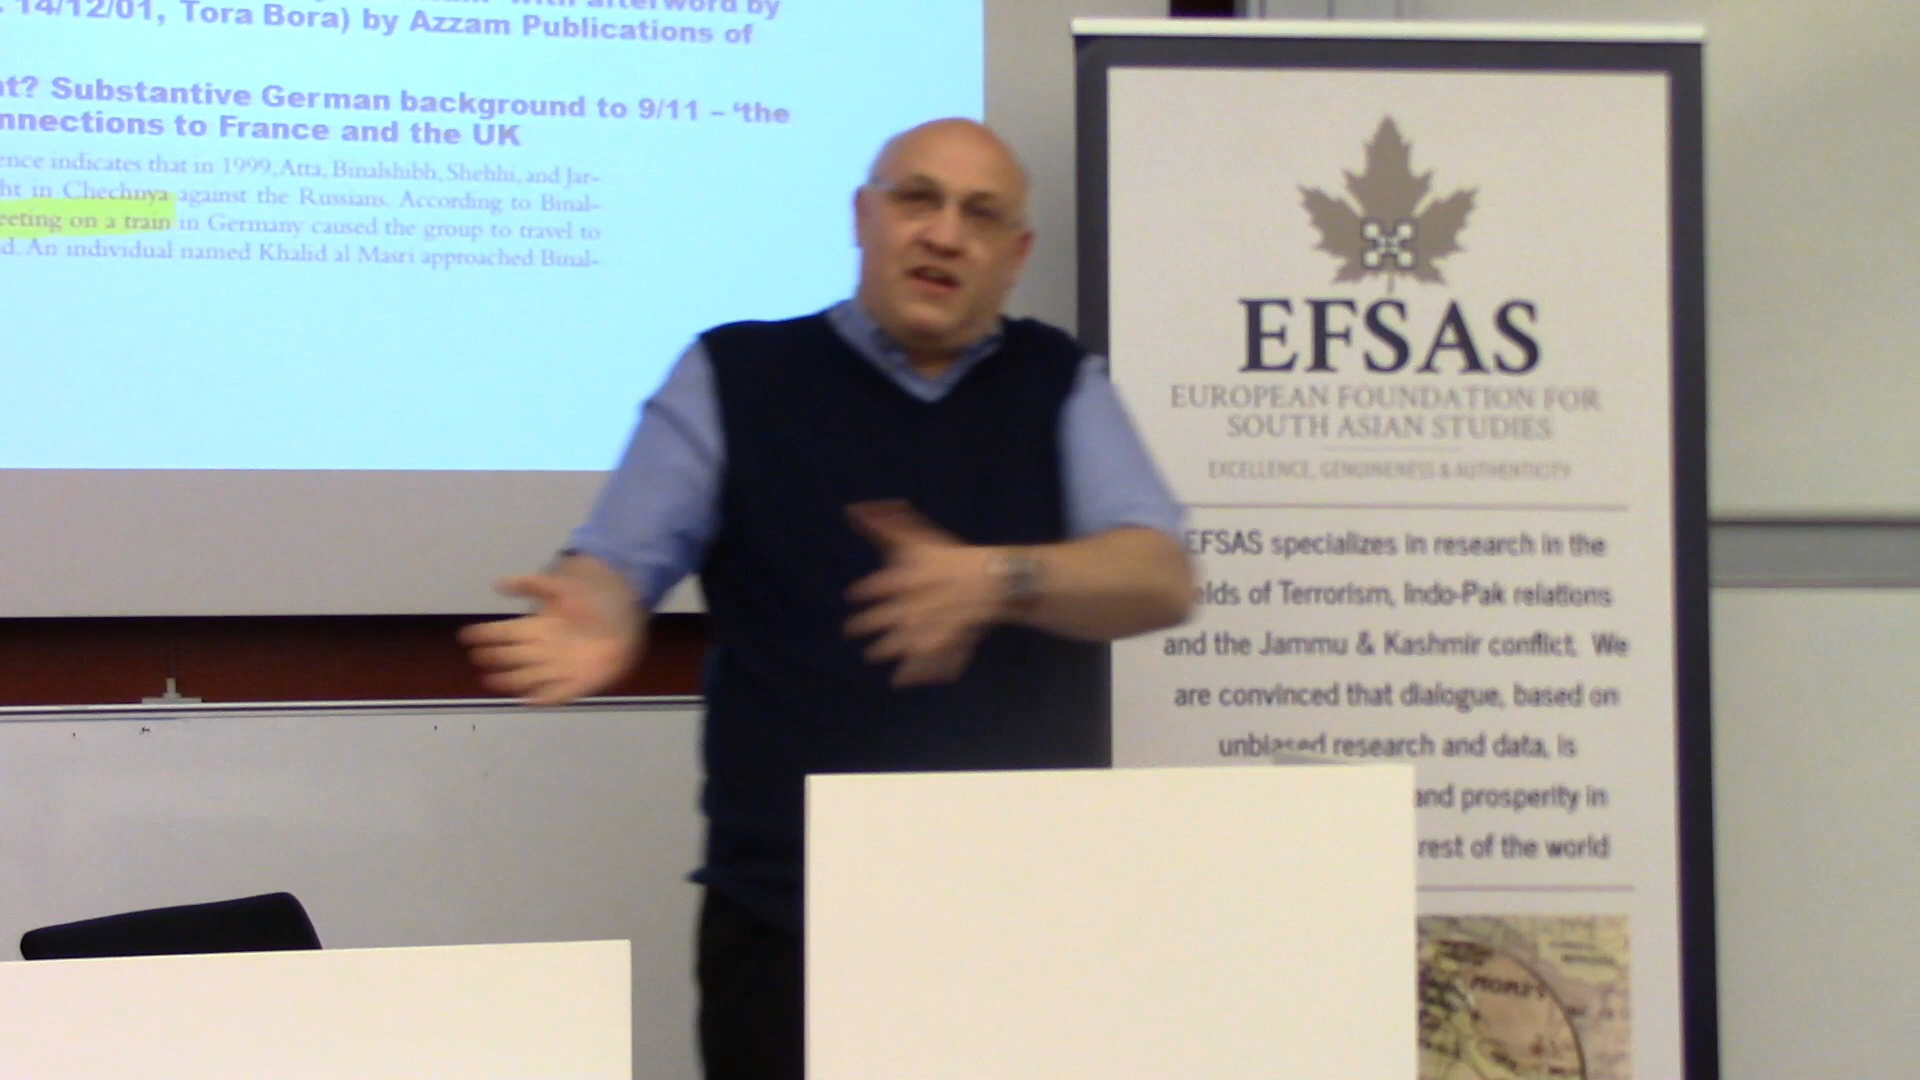 14/12/01, Tora Bora) by Azzam Publications of
t? Substantive German background to 9/11 – ‘the
nnections to France and the UK
ence indicates that in 1999, Atta, Binalshibh, Shehhi, and Jar-
ht in Chechnya against the Russians. According to Binal-
eeting on a train in Germany caused the group to travel to
d. An individual named Khalid al Masri approached Binal-
EFSAS
EUROPEAN FOUNDATION FOR
SOUTH ASIAN STUDIES
EXCELLENCE, GENUINENESS & AUTHENTICITY
EFSAS specializes in research in the
elds of Terrorism, Indo-Pak relations
and the Jammu & Kashmir conflict. We
are convinced that dialogue, based on
unbiased research and data, is
and prosperity in
rest of the world